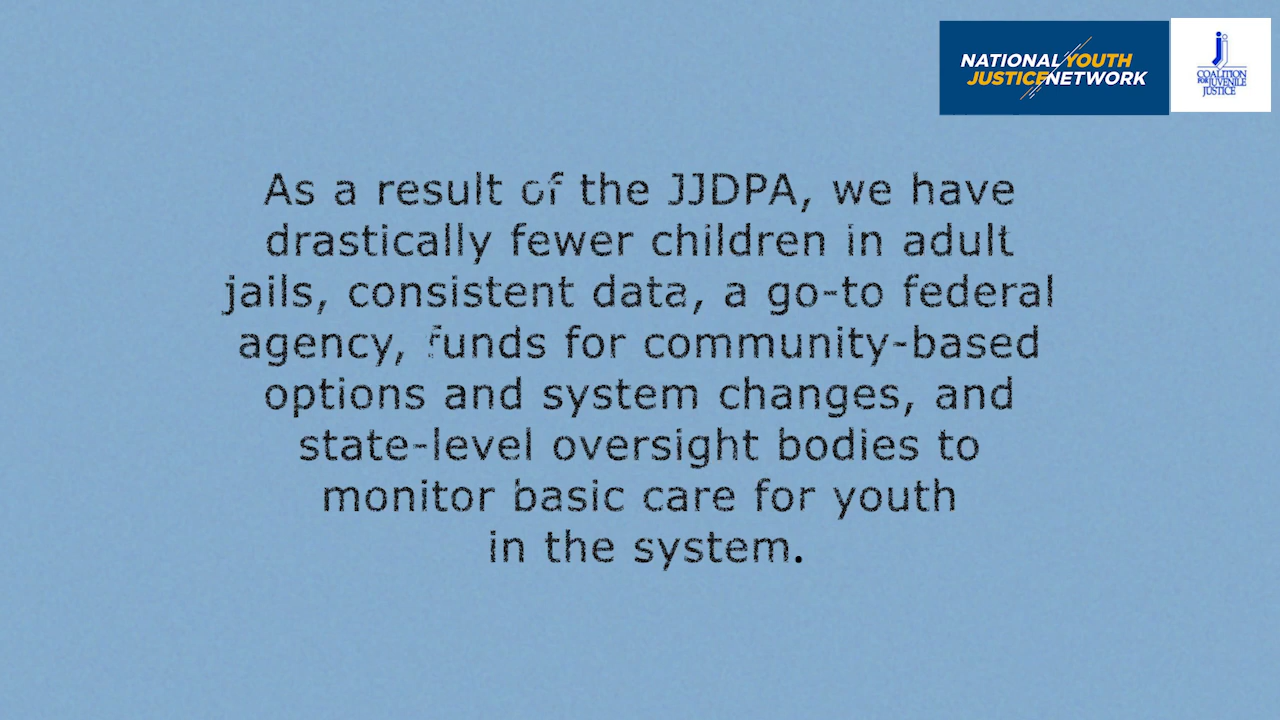 NATIONAL YOUTH
JUSTICE NETWORK
COALITION
FOR JUVENILE
JUSTICE
As a result of the JJDPA, we have
drastically fewer children in adult
jails, consistent data, a go-to federal
agency, funds for community-based
options and system changes, and
state-level oversight bodies to
monitor basic care for youth
in the system.